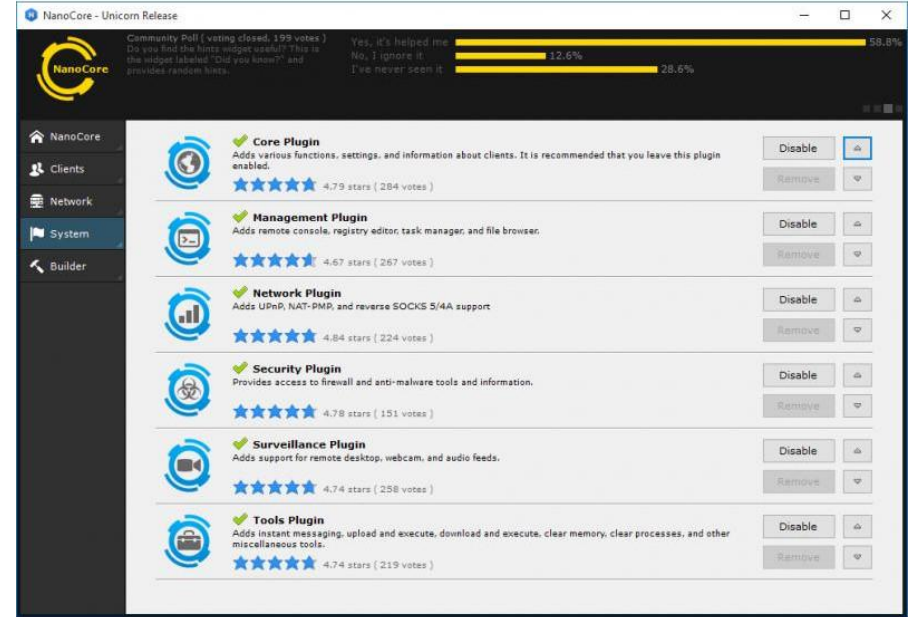 NanoCore - Unicorn Release
NanoCore
Community Poll ( voting closed, 199 votes )
Do you find the hints widget useful? This is
the widget labeled "Did you know?" and
provides random hints.
Yes, it's helped me 58.8%
No, I ignore it 12.6%
I've never seen it 28.6%
NanoCore
Clients
Network
System
Builder
Core Plugin
Adds various functions, settings, and information about clients. It is recommended that you leave this plugin
enabled.
4.79 stars ( 284 votes )
Disable
Remove
Management Plugin
Adds remote console, registry editor, task manager, and file browser.
4.67 stars ( 267 votes )
Disable
Remove
Network Plugin
Adds UPnP, NAT-PMP, and reverse SOCKS 5/4A support
4.84 stars ( 224 votes )
Disable
Remove
Security Plugin
Provides access to firewall and anti-malware tools and information.
4.78 stars ( 151 votes )
Disable
Remove
Surveillance Plugin
Adds support for remote desktop, webcam, and audio feeds.
4.74 stars ( 258 votes )
Disable
Remove
Tools Plugin
Adds instant messaging, upload and execute, download and execute, clear memory, clear processes, and other
miscellaneous tools.
4.74 stars ( 219 votes )
Disable
Remove